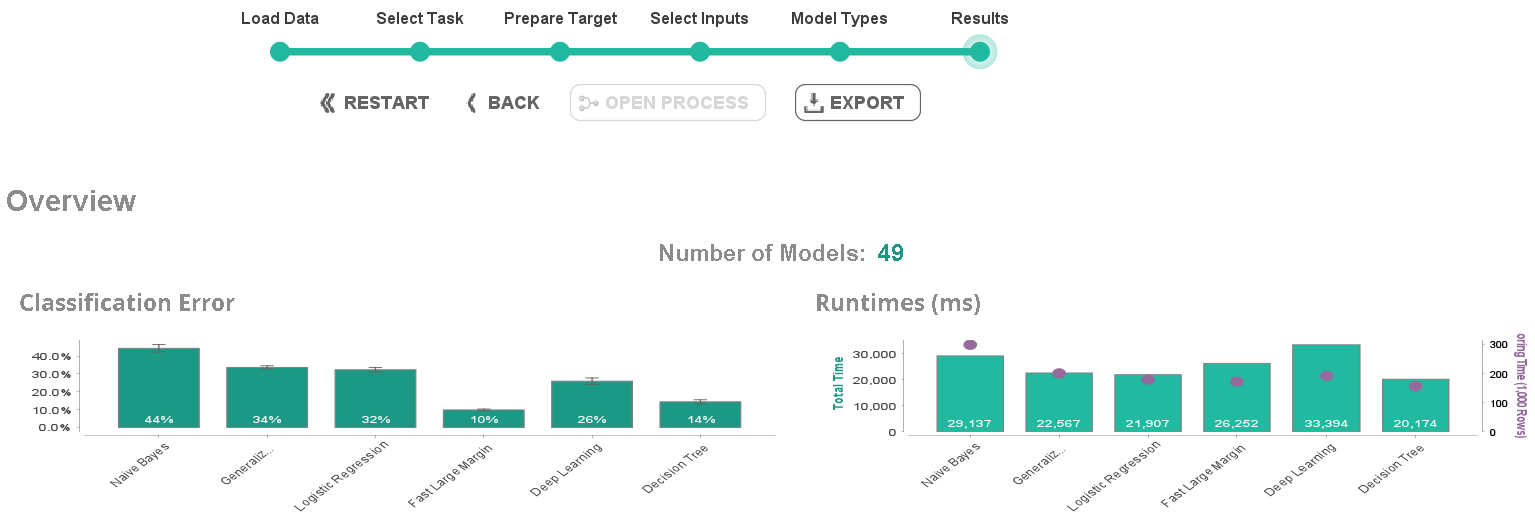 Load Data Select Task Prepare Target Select Inputs Model Types Results
RESTART BACK OPEN PROCESS EXPORT
Overview
Number of Models: 49
Classification Error
40.0%
30.0%
20.0%
10.0%
0.0%
44% 34% 32% 10% 26% 14%
Naive Bayes Generaliz... Logistic Regression Fast Large Margin Deep Learning Decision Tree
Runtimes (ms)
Total Time
30,000
20,000
10,000
0
29,137 22,567 21,907 26,252 33,394 20,174
300
200
100
0
oring Time (1,000 Rows)
Naive Bayes Generaliz... Logistic Regression Fast Large Margin Deep Learning Decision Tree